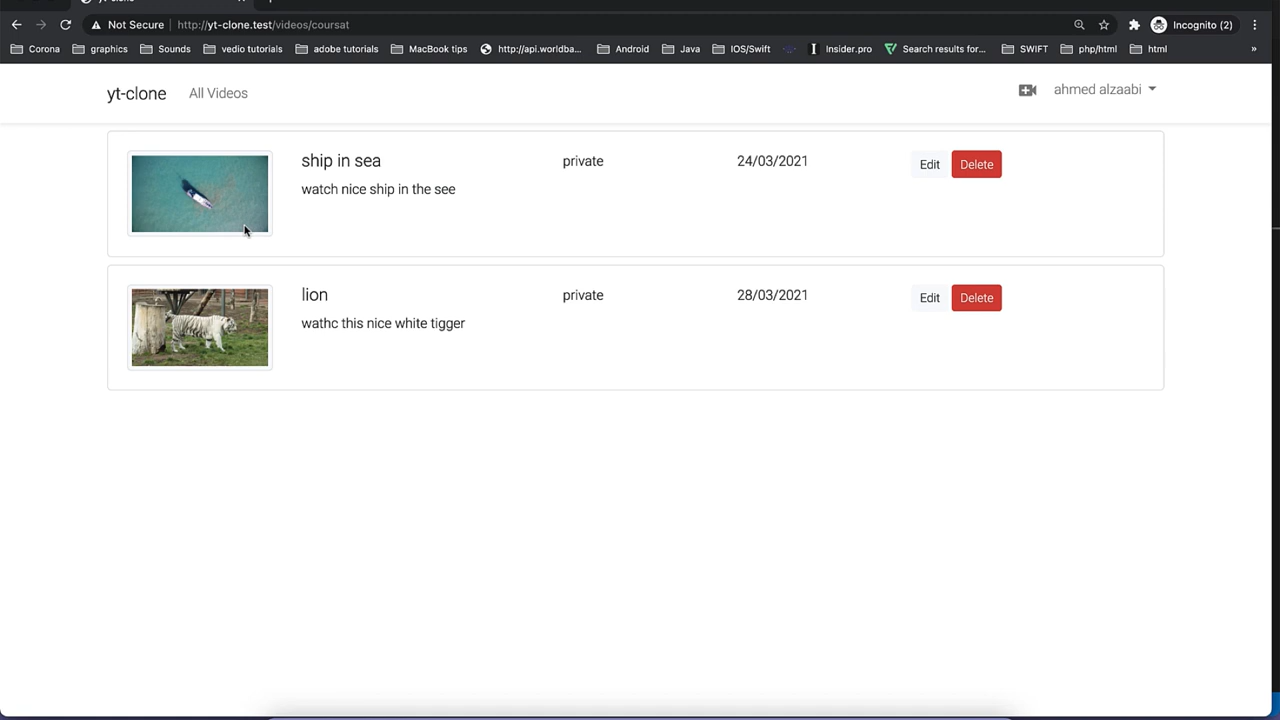 Not Secure http://yt-clone.test/videos/coursat Incognito (2)
Corona graphics Sounds vedio tutorials adobe tutorials MacBook tips http://api.worldba... Android Java IOS/Swift Insider.pro Search results for... SWIFT php/html html »
yt-clone All Videos ahmed alzaabi
ship in sea private 24/03/2021 Edit Delete
watch nice ship in the see
lion private 28/03/2021 Edit Delete
wathc this nice white tigger